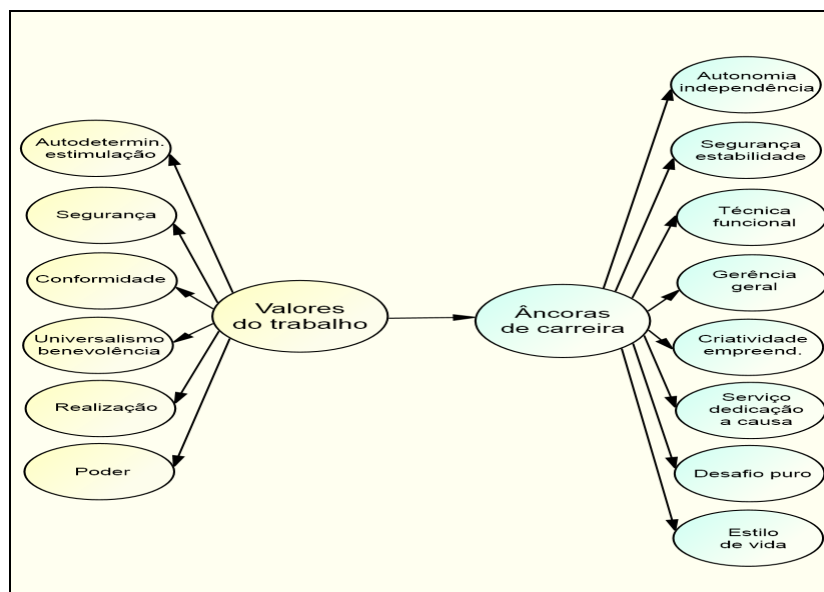 Autodetermin.
estimulação
Segurança
Conformidade
Universalismo
benevolência
Realização
Poder
Valores
do trabalho
Âncoras
de carreira
Autonomia
independência
Segurança
estabilidade
Técnica
funcional
Gerência
geral
Criatividade
empreend.
Serviço
dedicação
a causa
Desafio puro
Estilo
de vida